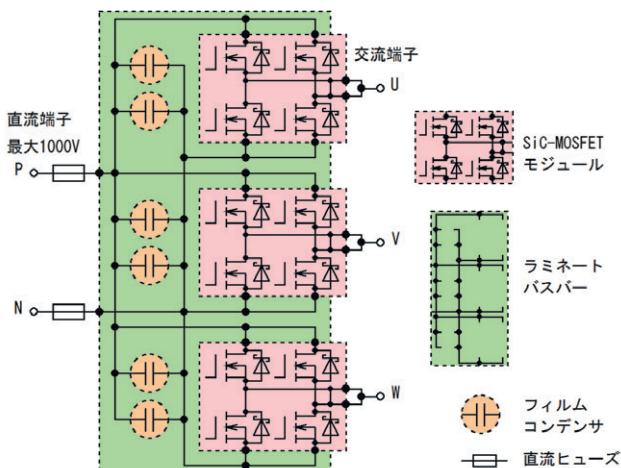 交流端子
U
直流端子
最大1000V
P
SiC-MOSFET
モジュール
V
ラミネート
バスバー
N
W
フィルム
コンデンサ
直流ヒューズ